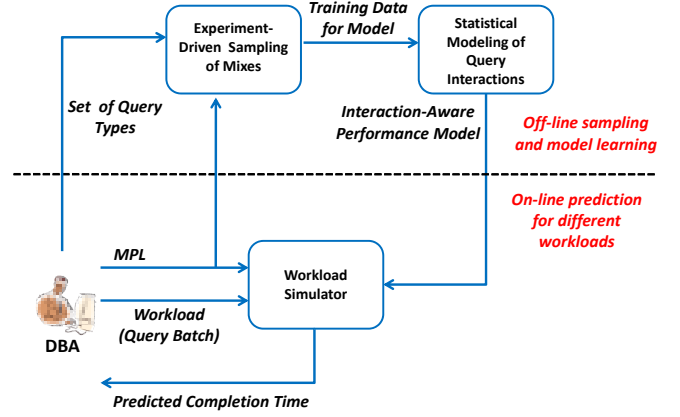 Experiment-
Driven Sampling
of Mixes
Training Data
for Model
Statistical
Modeling of
Query
Interactions
Set of Query
Types
Interaction-Aware
Performance Model
Off-line sampling
and model learning
On-line prediction
for different
workloads
MPL
Workload
Simulator
Workload
(Query Batch)
DBA
Predicted Completion Time